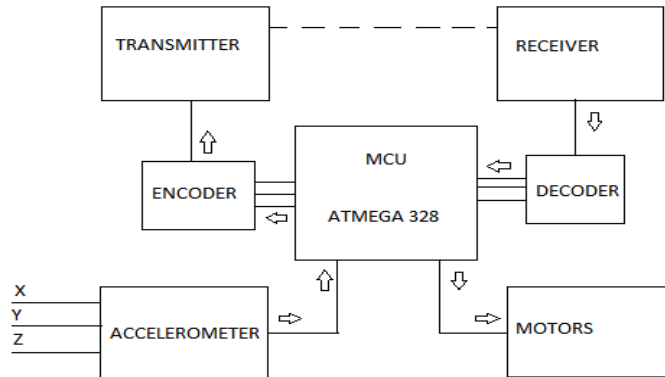 TRANSMITTER
RECEIVER
MCU
ATMEGA 328
ENCODER
DECODER
X
Y
Z
ACCELEROMETER
MOTORS